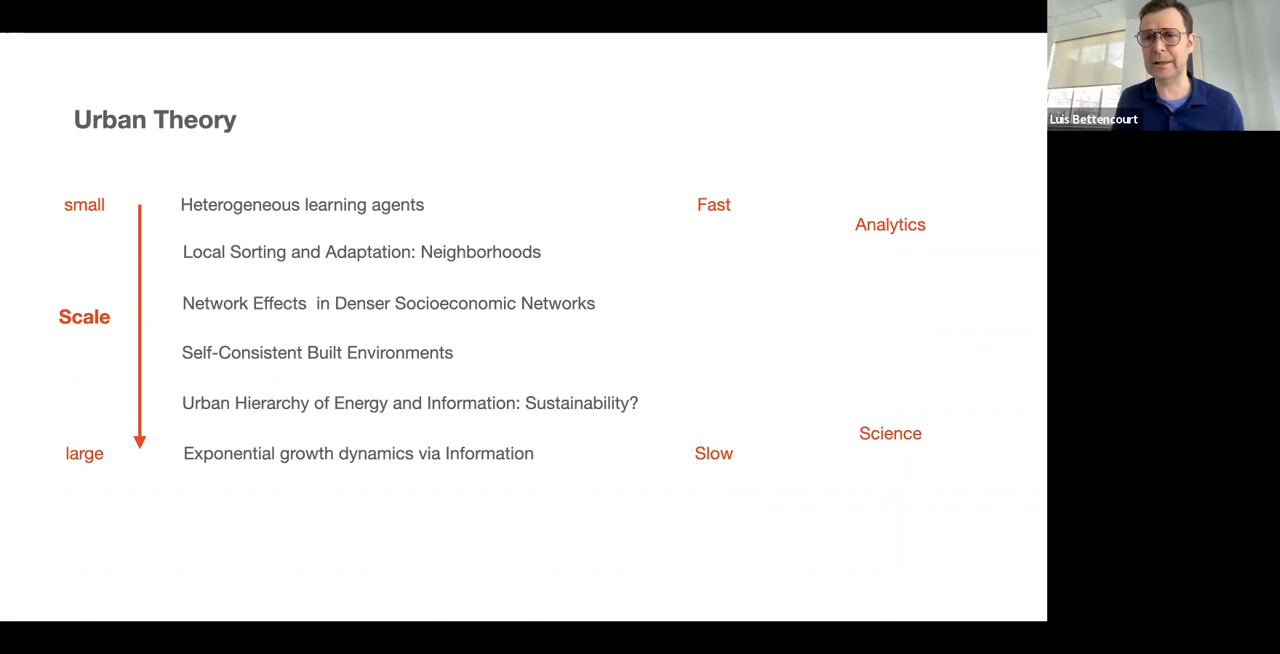 Urban Theory
small
Heterogeneous learning agents
Fast
Analytics
Local Sorting and Adaptation: Neighborhoods
Network Effects in Denser Socioeconomic Networks
Scale
Self-Consistent Built Environments
Urban Hierarchy of Energy and Information: Sustainability?
Science
large
Exponential growth dynamics via Information
Slow
Luis Bettencourt